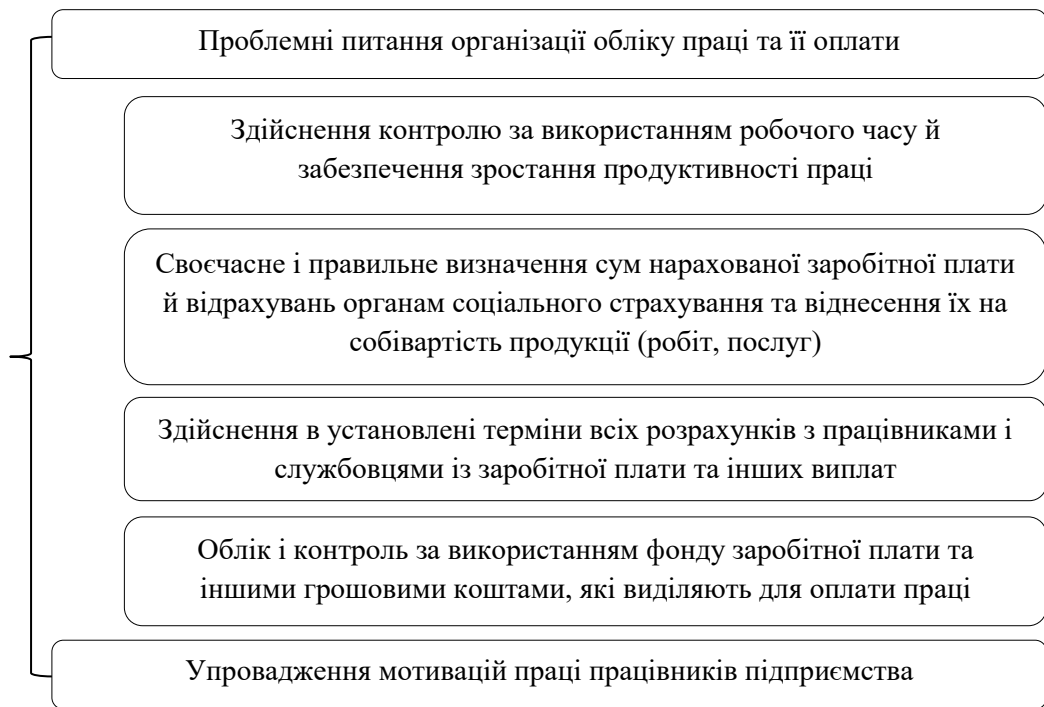 Проблемні питання організації обліку праці та її оплати
Здійснення контролю за використанням робочого часу й
забезпечення зростання продуктивності праці
Своєчасне і правильне визначення сум нарахованої заробітної плати
й відрахувань органам соціального страхування та віднесення їх на
собівартість продукції (робіт, послуг)
Здійснення в установлені терміни всіх розрахунків з працівниками і
службовцями із заробітної плати та інших виплат
Облік і контроль за використанням фонду заробітної плати та
іншими грошовими коштами, які виділяють для оплати праці
Упровадження мотивацій праці працівників підприємства